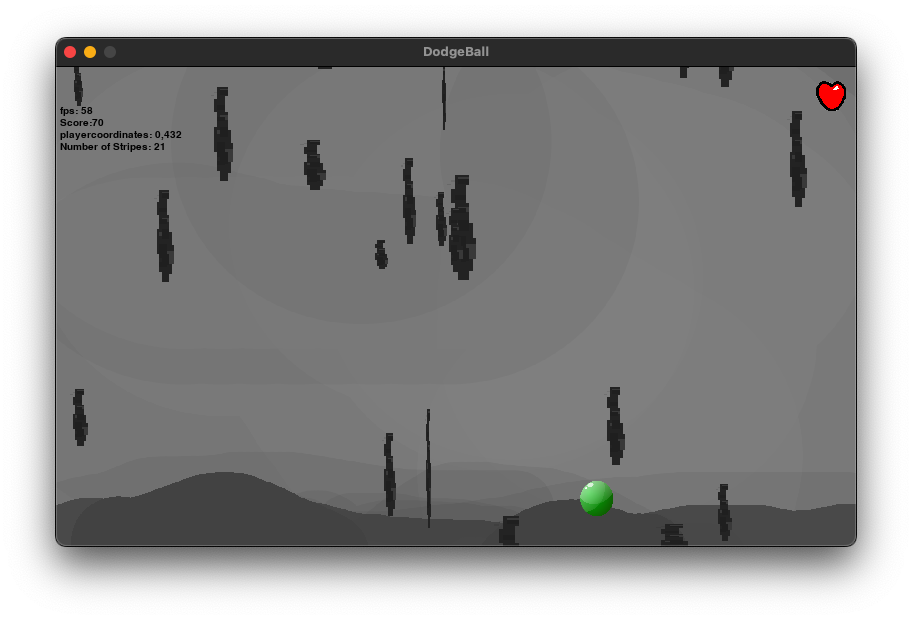 DodgeBall
fps: 58
Score:70
playercoordinates: 0,432
Number of Stripes: 21